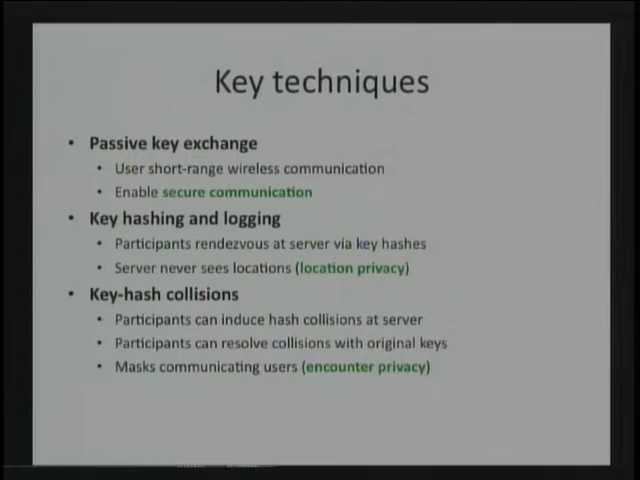 Key techniques
• Passive key exchange
• User short-range wireless communication
• Enable secure communication
• Key hashing and logging
• Participants rendezvous at server via key hashes
• Server never sees locations (location privacy)
• Key-hash collisions
• Participants can induce hash collisions at server
• Participants can resolve collisions with original keys
• Masks communicating users (encounter privacy)